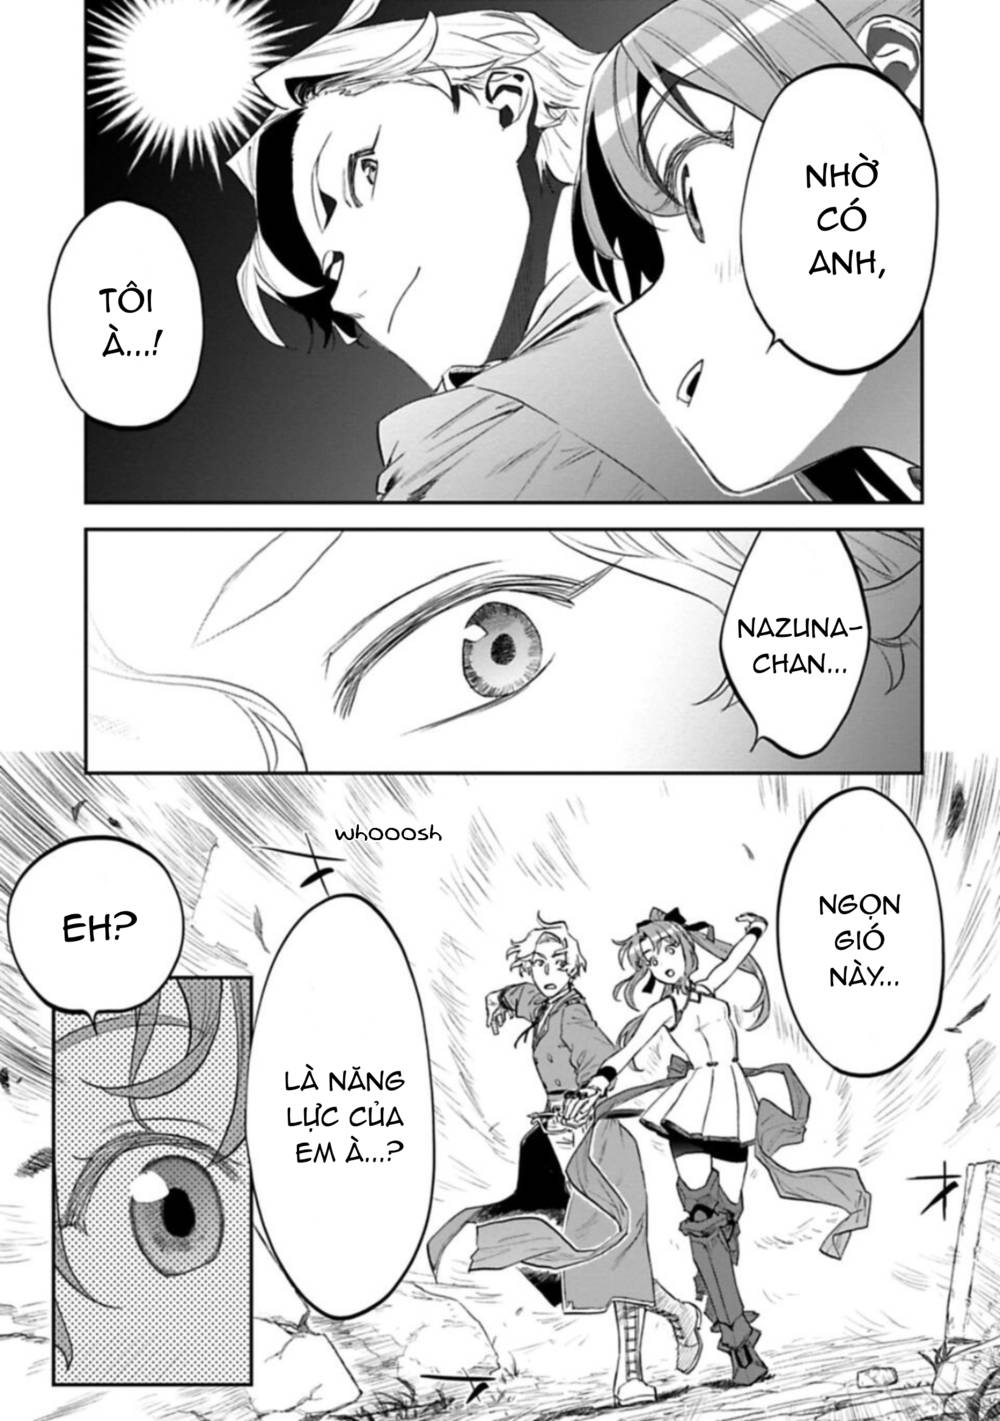 NHỜ
CÓ
ANH,
TÔI
À...!
NAZUNA-
CHAN...
NGỌN
GIÓ
NÀY...
whooosh
LÀ NĂNG
LỰC CỦA
EM À...?
EH?